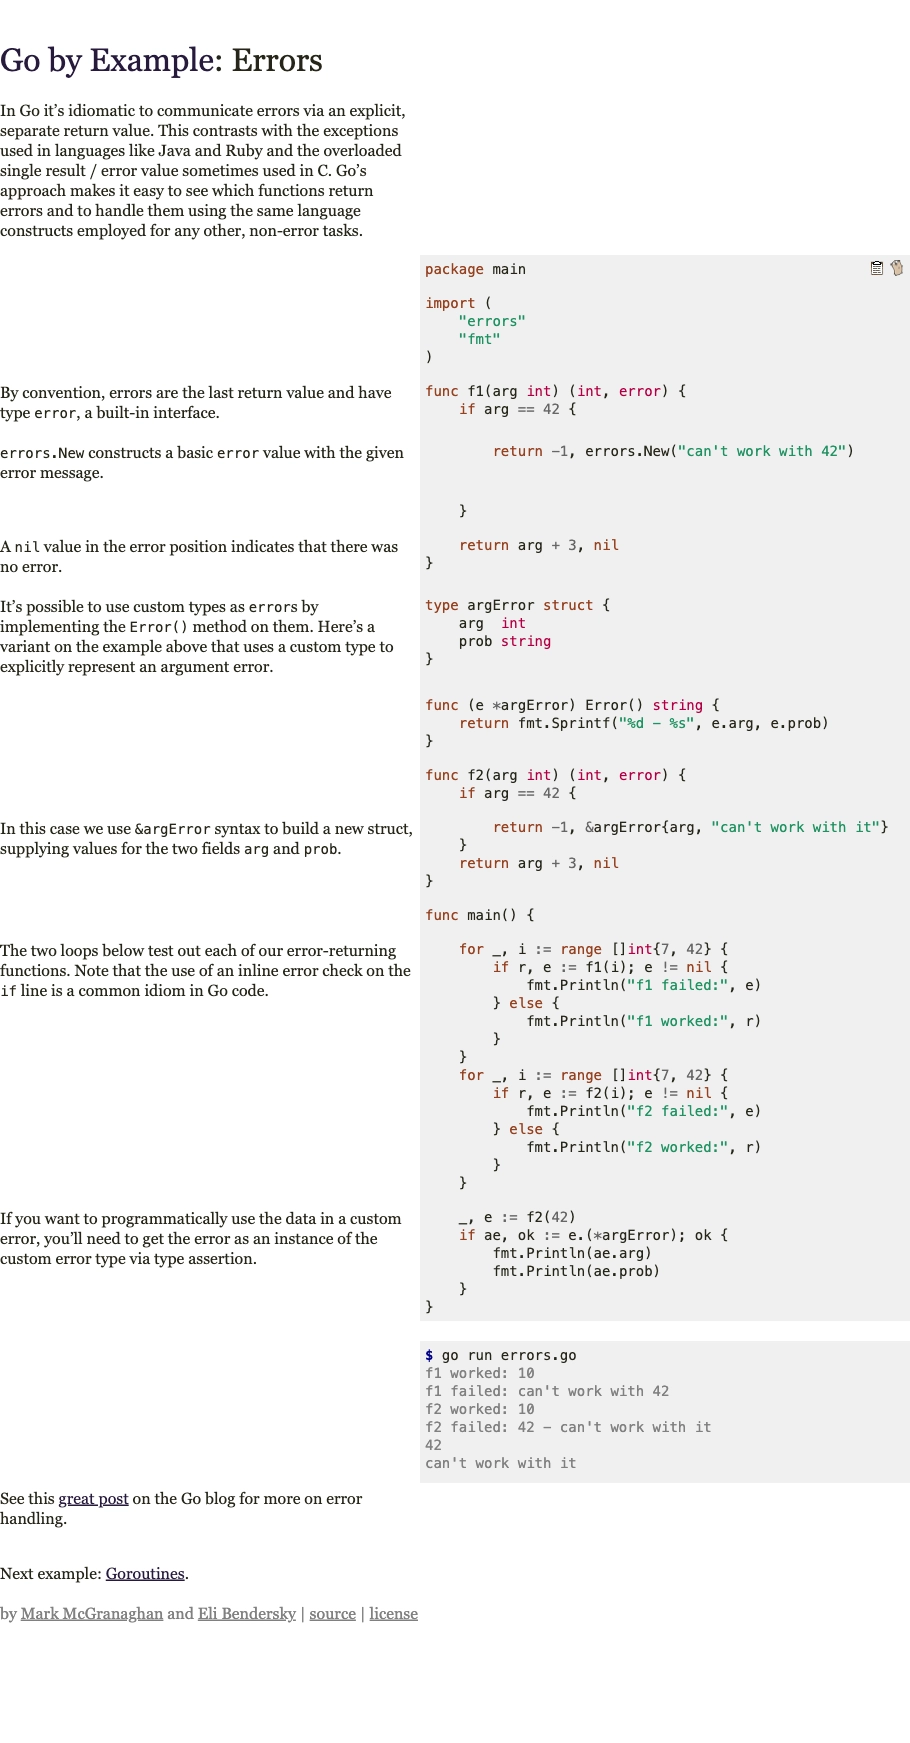 Go by Example: Errors
In Go it’s idiomatic to communicate errors via an explicit,
separate return value. This contrasts with the exceptions
used in languages like Java and Ruby and the overloaded
single result / error value sometimes used in C. Go’s
approach makes it easy to see which functions return
errors and to handle them using the same language
constructs employed for any other, non-error tasks.
package main
import (
    "errors"
    "fmt"
)
By convention, errors are the last return value and have
type error, a built-in interface.
func f1(arg int) (int, error) {
    if arg == 42 {
errors.New constructs a basic error value with the given
error message.
        return -1, errors.New("can't work with 42")
    }
A nil value in the error position indicates that there was
no error.
    return arg + 3, nil
}
It’s possible to use custom types as errors by
implementing the Error() method on them. Here’s a
variant on the example above that uses a custom type to
explicitly represent an argument error.
type argError struct {
    arg  int
    prob string
}
func (e *argError) Error() string {
    return fmt.Sprintf("%d - %s", e.arg, e.prob)
}
func f2(arg int) (int, error) {
    if arg == 42 {
In this case we use &argError syntax to build a new struct,
supplying values for the two fields arg and prob.
        return -1, &argError{arg, "can't work with it"}
    }
    return arg + 3, nil
}
func main() {
The two loops below test out each of our error-returning
functions. Note that the use of an inline error check on the
if line is a common idiom in Go code.
    for _, i := range []int{7, 42} {
        if r, e := f1(i); e != nil {
            fmt.Println("f1 failed:", e)
        } else {
            fmt.Println("f1 worked:", r)
        }
    }
    for _, i := range []int{7, 42} {
        if r, e := f2(i); e != nil {
            fmt.Println("f2 failed:", e)
        } else {
            fmt.Println("f2 worked:", r)
        }
    }
If you want to programmatically use the data in a custom
error, you’ll need to get the error as an instance of the
custom error type via type assertion.
    _, e := f2(42)
    if ae, ok := e.(*argError); ok {
        fmt.Println(ae.arg)
        fmt.Println(ae.prob)
    }
}
$ go run errors.go
f1 worked: 10
f1 failed: can't work with 42
f2 worked: 10
f2 failed: 42 - can't work with it
42
can't work with it
See this great post on the Go blog for more on error
handling.
Next example: Goroutines.
by Mark McGranaghan and Eli Bendersky | source | license